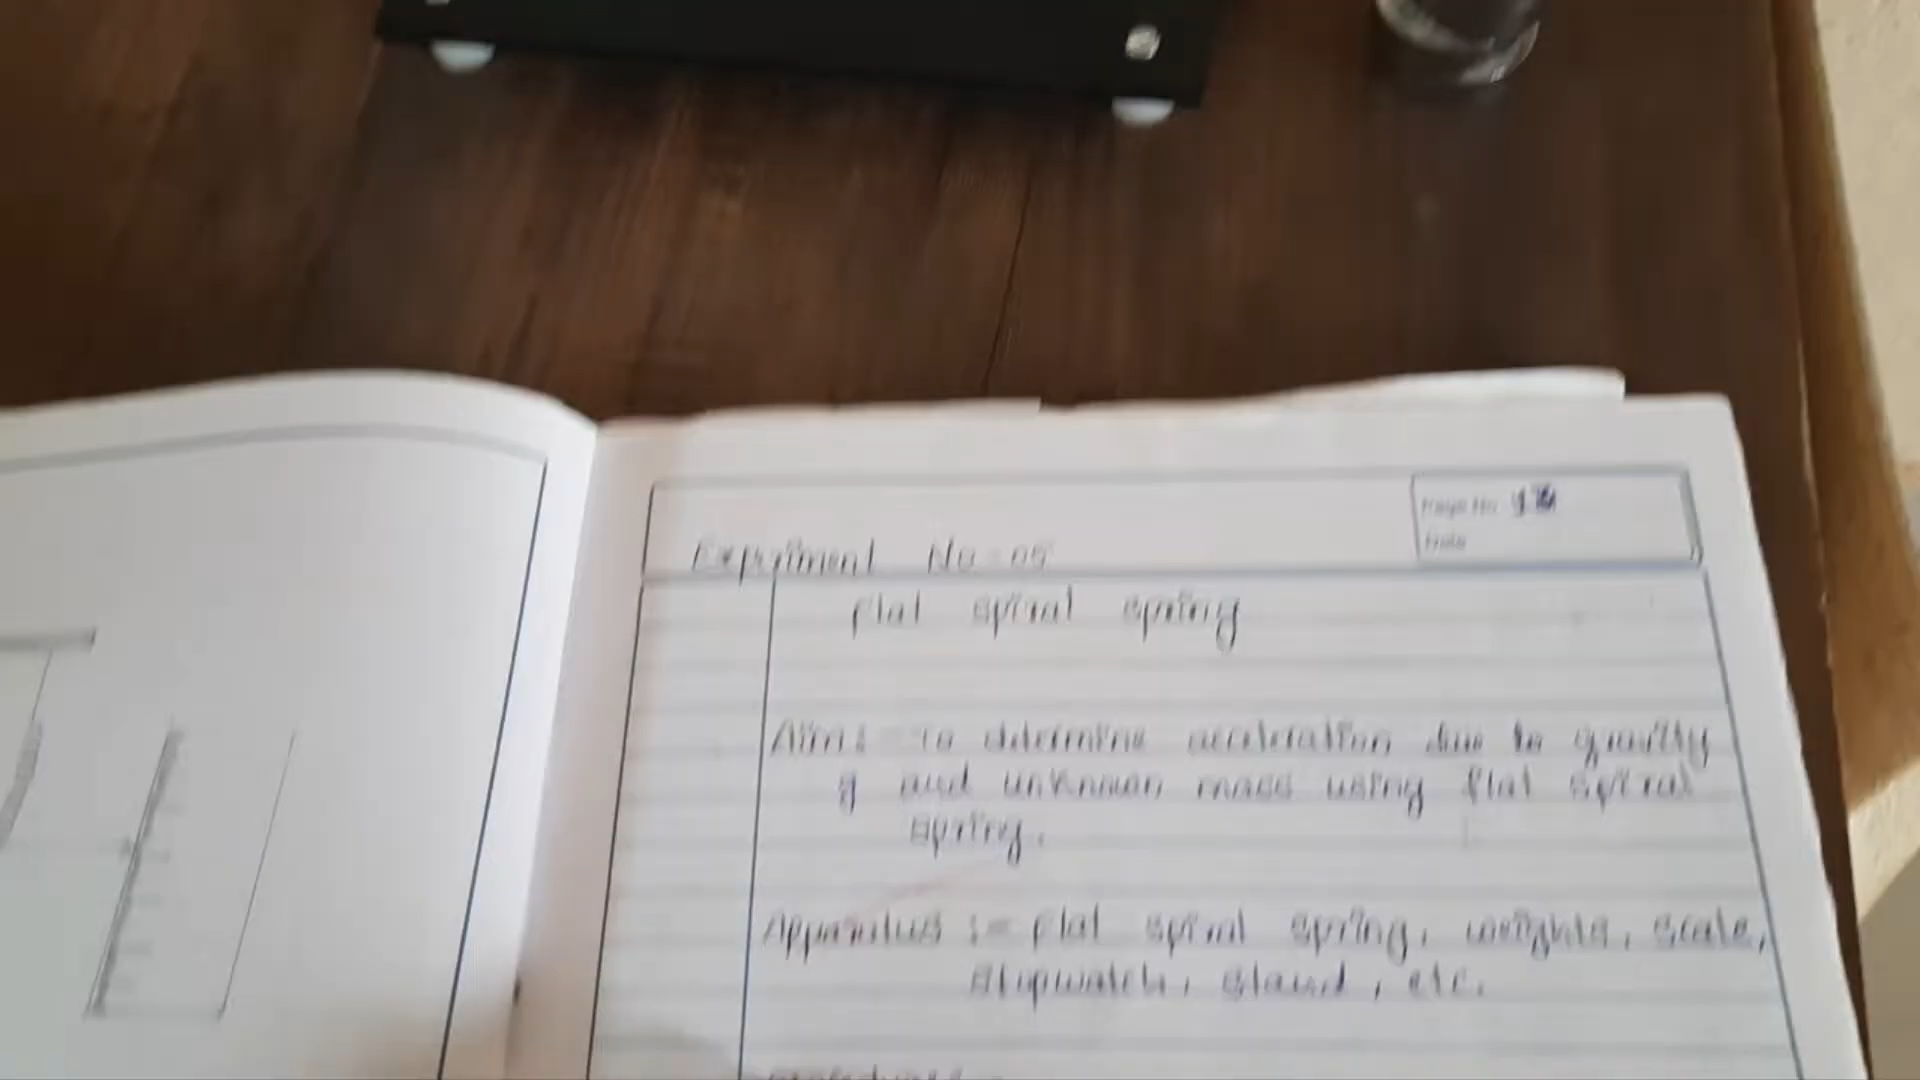 Page No.
Date
Experiment No-05
Flat spiral spring
Aim:- To determine acceleration due to gravity
g and unknown mass using flat spiral
spring.
Apparatus :- Flat spiral spring, weights, scale,
stopwatch, stand, etc.